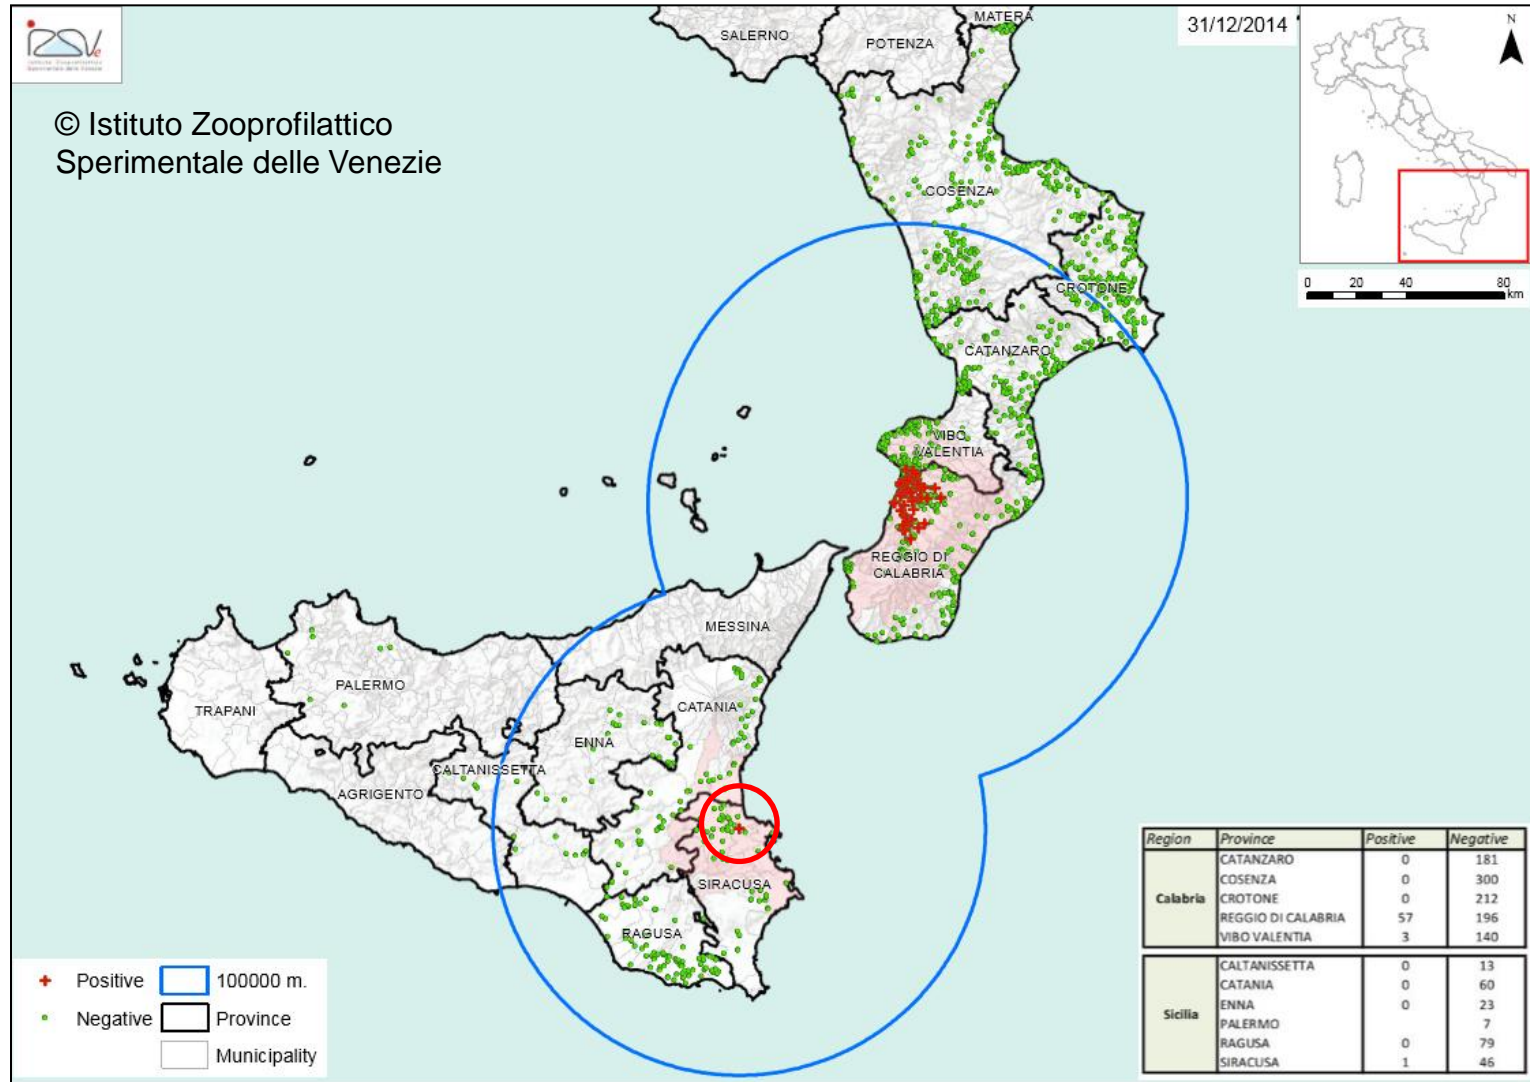 31/12/2014
N
© Istituto Zooprofilattico
Sperimentale delle Venezie
MATERA
SALERNO
POTENZA
COSENZA
CROTONE
CATANZARO
VIBO
VALENTIA
REGGIO DI
CALABRIA
MESSINA
PALERMO
TRAPANI
CATANIA
ENNA
CALTANISSETTA
AGRIGENTO
SIRACUSA
RAGUSA
0 20 40 80
km
Positive 100000 m.
Negative Province
Municipality
Region Province Positive Negative
Calabria
CATANZARO 0 181
COSENZA 0 300
CROTONE 0 212
REGGIO DI CALABRIA 57 196
VIBO VALENTIA 3 140
Sicilia
CALTANISSETTA 0 13
CATANIA 0 60
ENNA 0 23
PALERMO 7
RAGUSA 0 79
SIRACUSA 1 46